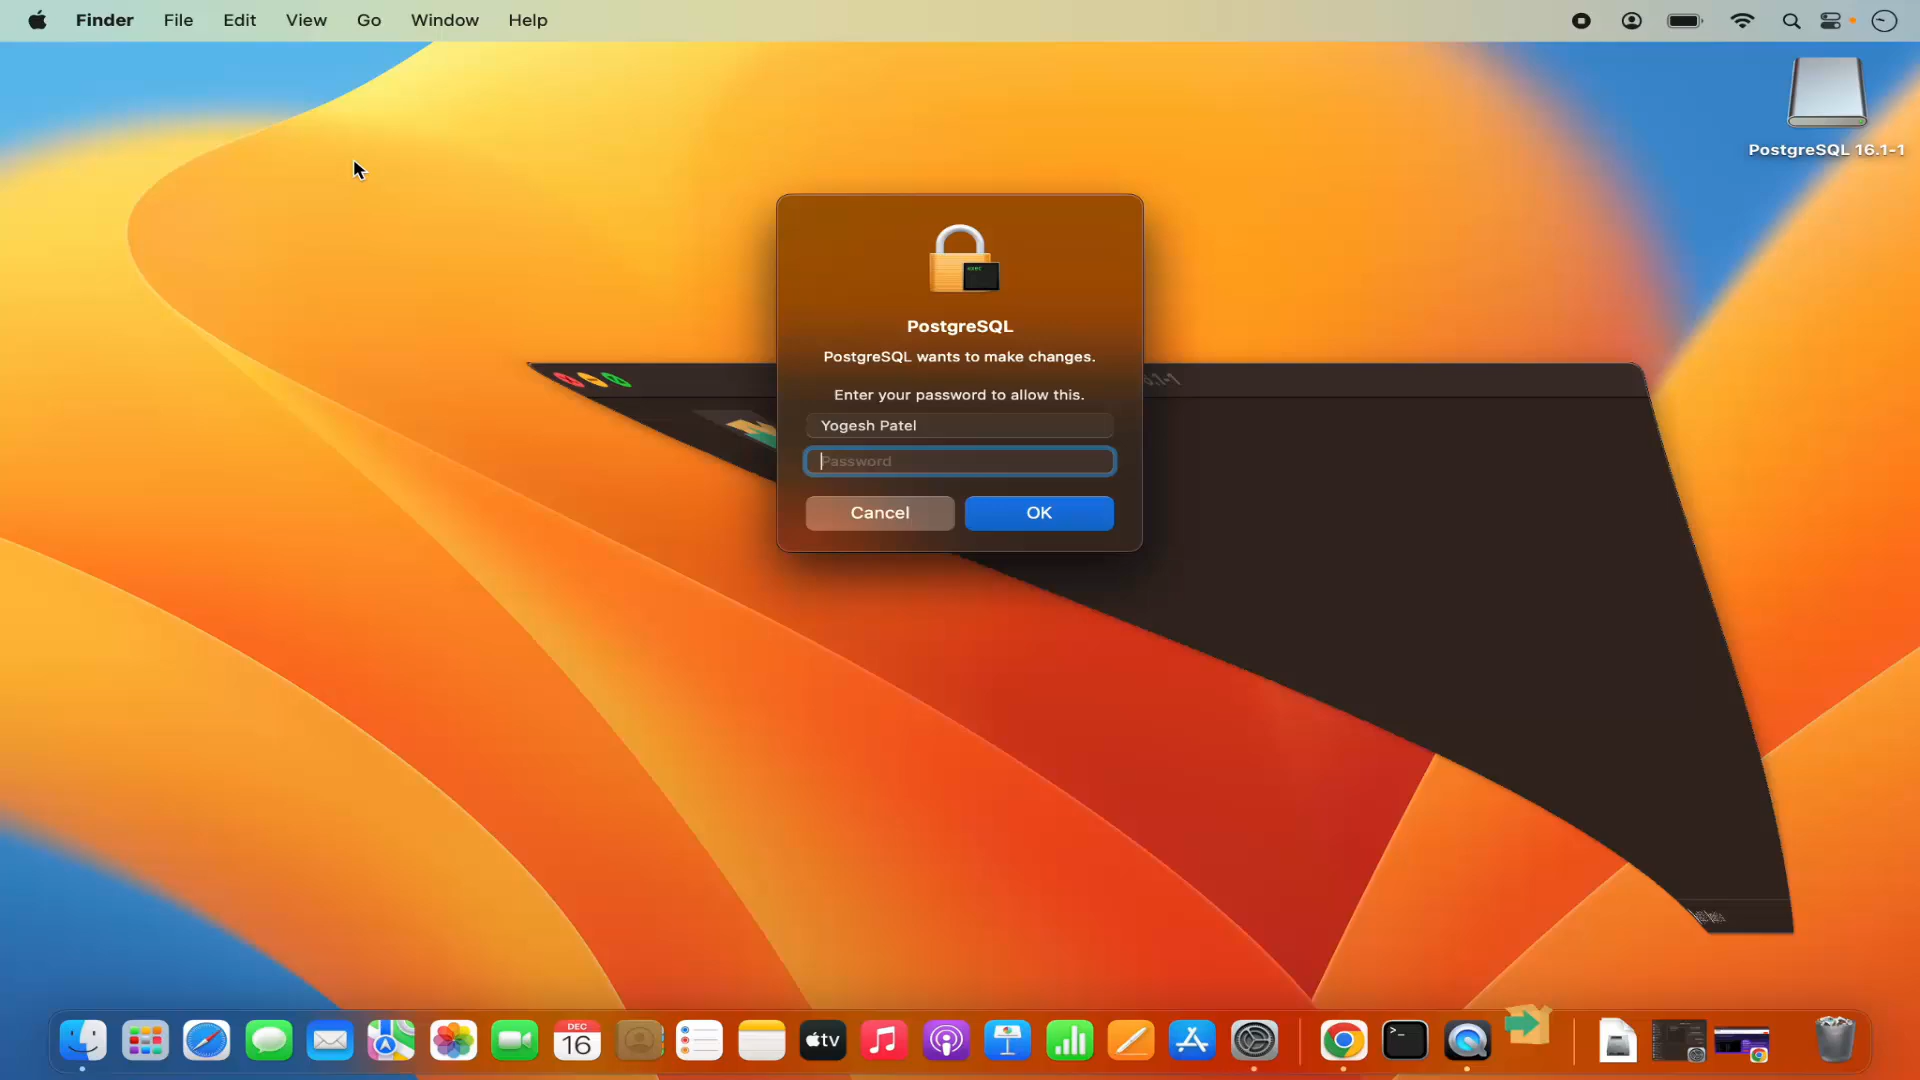 Finder File Edit View Go Window Help
PostgreSQL 16.1-1
PostgreSQL
PostgreSQL wants to make changes.
Enter your password to allow this.
Yogesh Patel
Password
Cancel OK
DEC
16
tv